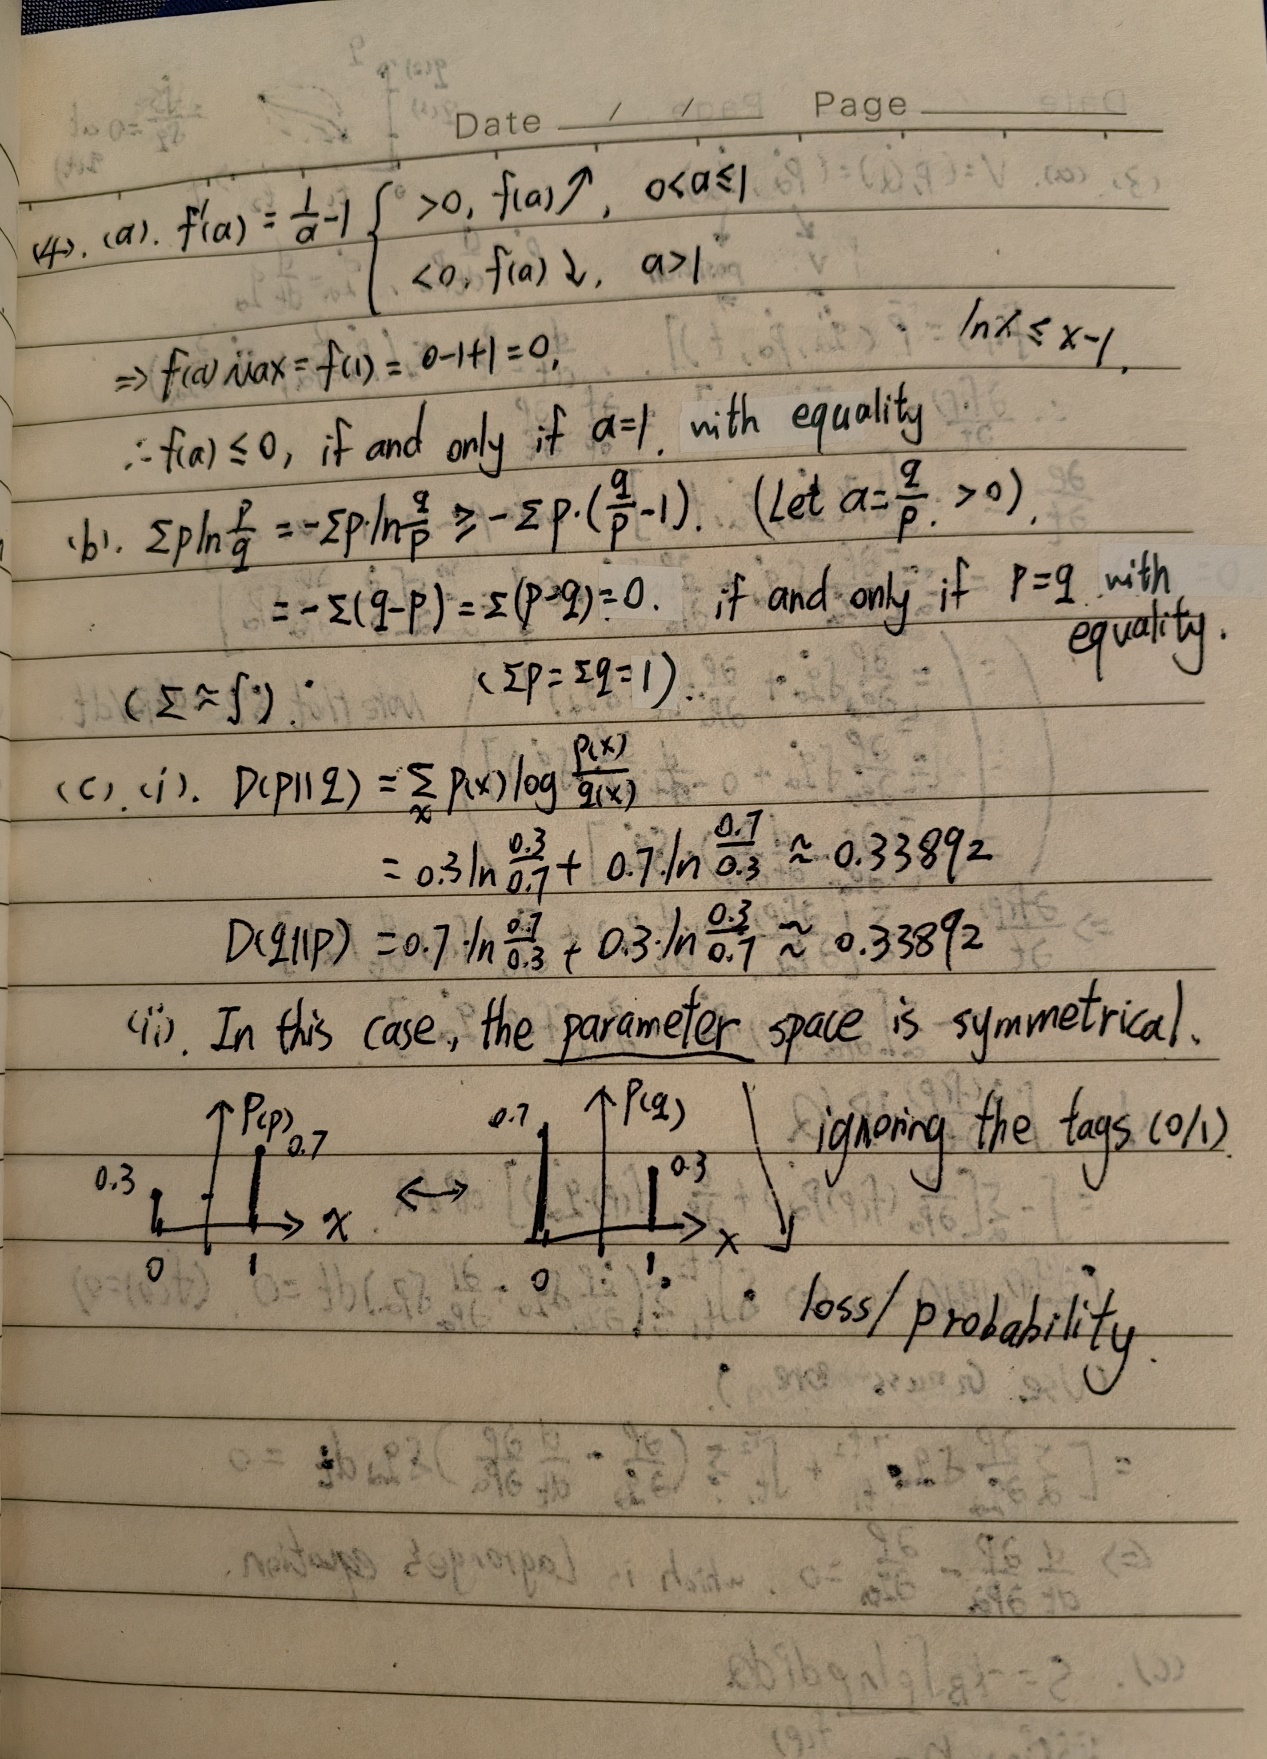 Date / / Page
(4). (a). f'(a) = 1/a - 1 { >0, f(a)↗, 0<a≤1
<0, f(a)↘, a>1
⇒ f(a) Max = f(1) = 0-1+1 = 0, lnx ≤ x-1.
∴ f(a) ≤ 0, if and only if a=1. with equality
(b). Σp ln p/q = -Σp·ln q/p ≥ -Σp·(q/p - 1). (Let a = q/p. >0).
= -Σ(q-p) = Σ(p-q) = 0. if and only if p=q with
equality.
(Σ ≈ ∫). (Σp = Σq = 1).
(c). (i). D(p||q) = Σₓ p(x) log p(x)/q(x)
= 0.3 ln 0.3/0.7 + 0.7·ln 0.7/0.3 ≈ 0.33892
D(q||p) = 0.7·ln 0.7/0.3 + 0.3·ln 0.3/0.7 ≈ 0.33892
(ii). In this case, the parameter space is symmetrical.
P(p) 0.7 0.3 x 0 1 ↔ P(q) 0.7 0.3 x 0 1
ignoring the tags (0/1).
loss/probability.